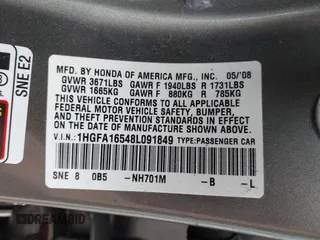 SNE E2
MFD. BY HONDA OF AMERICA MFG., INC. 05/'08
GVWR 3671LBS GAWR F 1940LBS R 1731LBS
GVWR 1665KG GAWR F 880KG R 785KG
THIS VEHICLE CONFORMS TO ALL APPLICABLE
FEDERAL MOTOR VEHICLE SAFETY, BUMPER,
AND THEFT PREVENTION STANDARDS IN EFFECT ON
THE DATE OF MANUFACTURE SHOWN ABOVE.
V.I.N.: 1HGFA16548L091849 TYPE: PASSENGER CAR
SNE 8 0B5 -NH701M -B -L